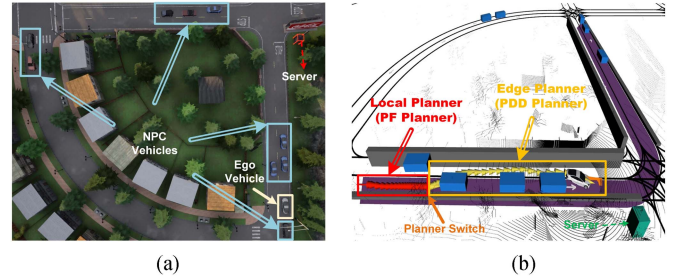 Server
NPC
Vehicles
Ego
Vehicle
(a)
Local Planner
(PF Planner)
Edge Planner
(PDD Planner)
Planner Switch
Server
(b)